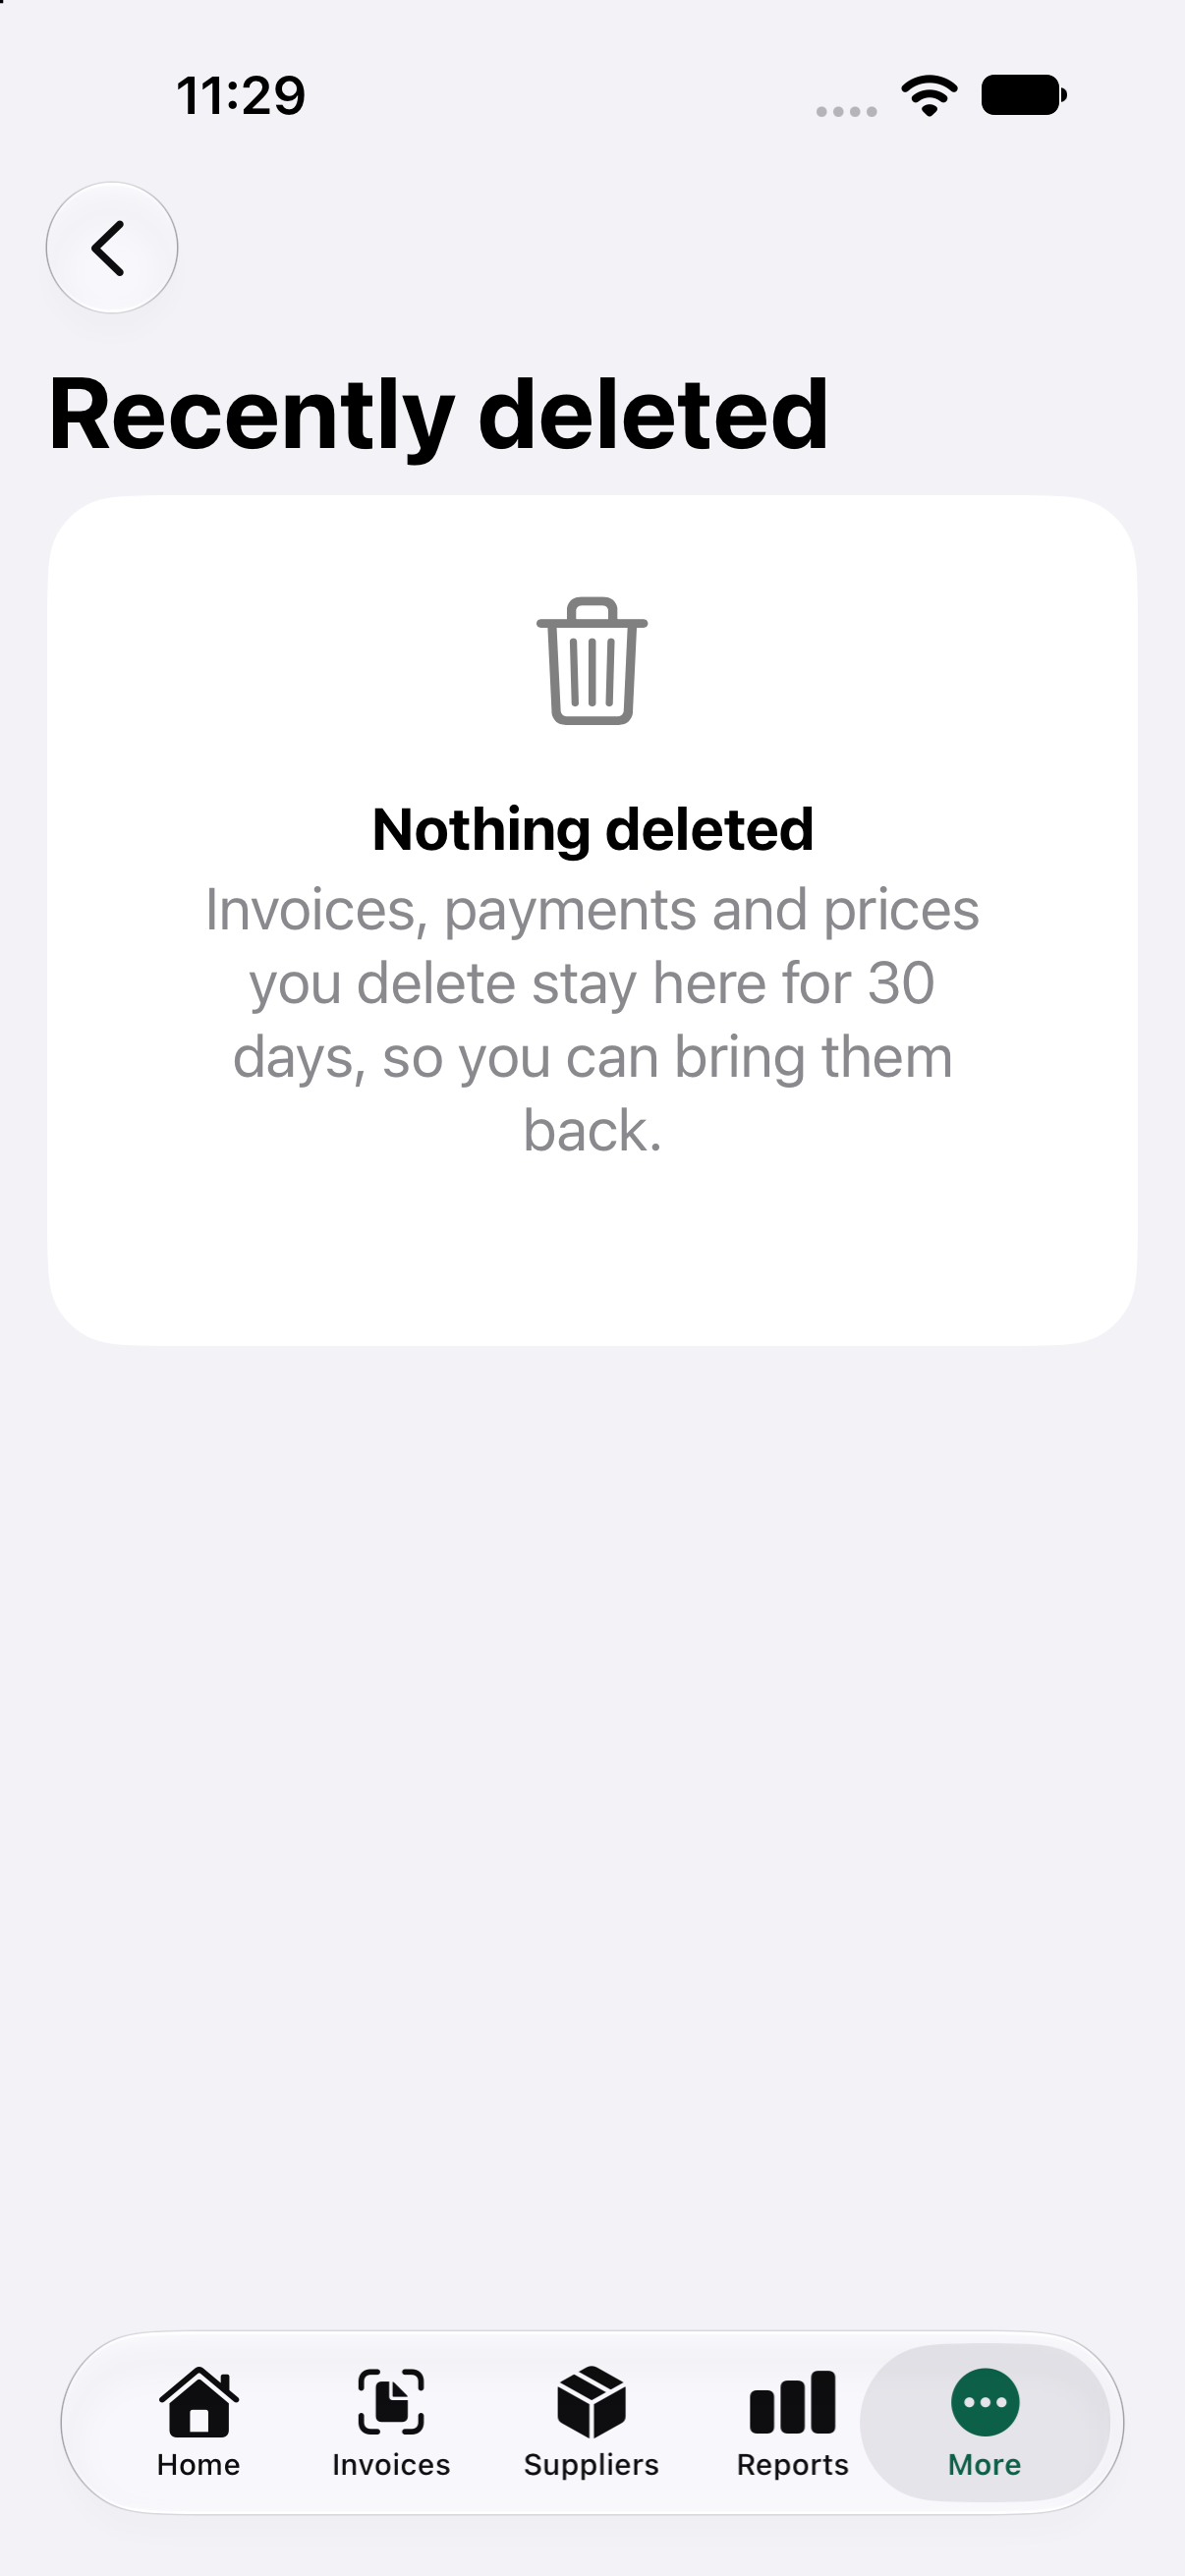 11:29
Recently deleted
Nothing deleted
Invoices, payments and prices
you delete stay here for 30
days, so you can bring them
back.
Home
Invoices
Suppliers
Reports
More